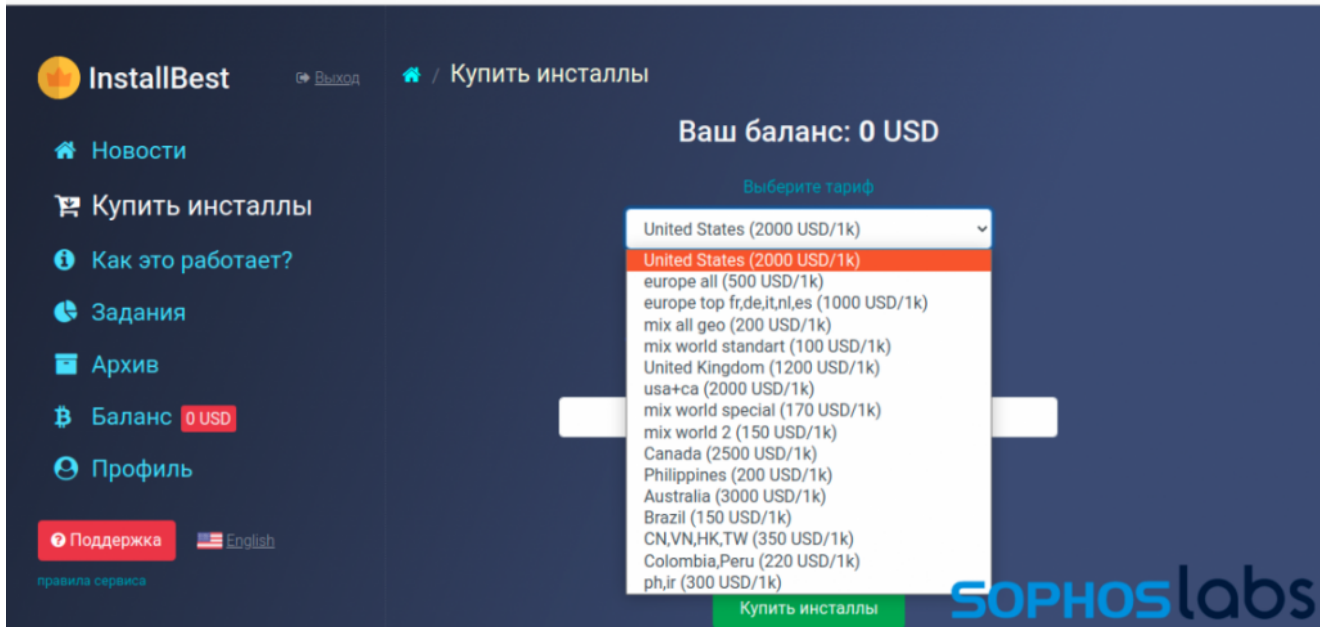 InstallBest
Выход
/ Купить инсталлы
Новости
Купить инсталлы
Как это работает?
Задания
Архив
Баланс 0 USD
Профиль
Поддержка
English
правила сервиса
Ваш баланс: 0 USD
Выберите тариф
United States (2000 USD/1k)
United States (2000 USD/1k)
europe all (500 USD/1k)
europe top fr,de,it,nl,es (1000 USD/1k)
mix all geo (200 USD/1k)
mix world standart (100 USD/1k)
United Kingdom (1200 USD/1k)
usa+ca (2000 USD/1k)
mix world special (170 USD/1k)
mix world 2 (150 USD/1k)
Canada (2500 USD/1k)
Philippines (200 USD/1k)
Australia (3000 USD/1k)
Brazil (150 USD/1k)
CN,VN,HK,TW (350 USD/1k)
Colombia,Peru (220 USD/1k)
ph,ir (300 USD/1k)
Купить инсталлы
SOPHOSlabs